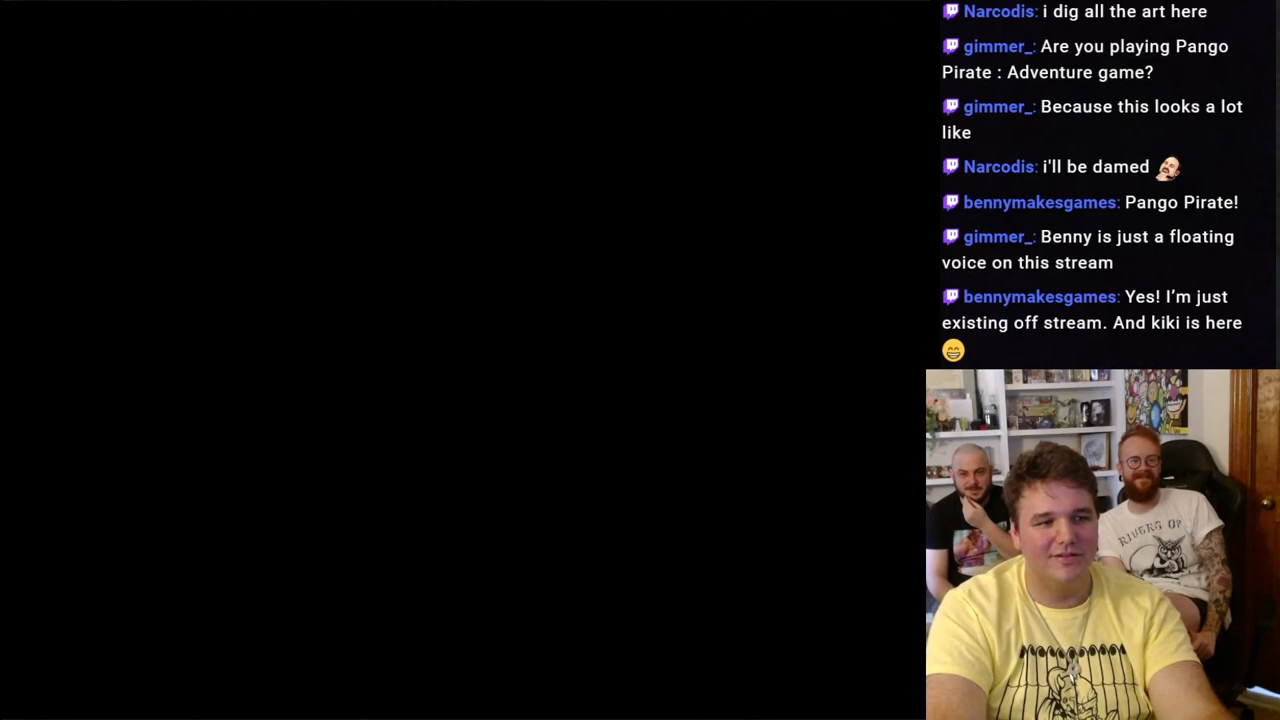 Narcodis: i dig all the art here
gimmer_: Are you playing Pango
Pirate : Adventure game?
gimmer_: Because this looks a lot
like
Narcodis: i'll be damed
bennymakesgames: Pango Pirate!
gimmer_: Benny is just a floating
voice on this stream
bennymakesgames: Yes! I’m just
existing off stream. And kiki is here
RIVERS OF